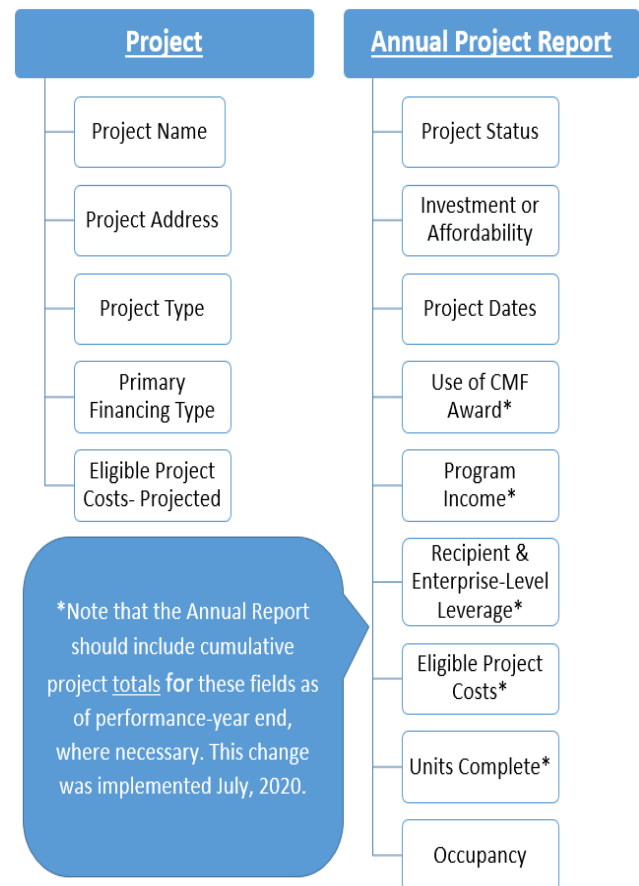 Project
Project Name
Project Address
Project Type
Primary
Financing Type
Eligible Project
Costs- Projected
*Note that the Annual Report
should include cumulative
project totals for these fields as
of performance-year end,
where necessary. This change
was implemented July, 2020.
Annual Project Report
Project Status
Investment or
Affordability
Project Dates
Use of CMF
Award*
Program
Income*
Recipient &
Enterprise-Level
Leverage*
Eligible Project
Costs*
Units Complete*
Occupancy